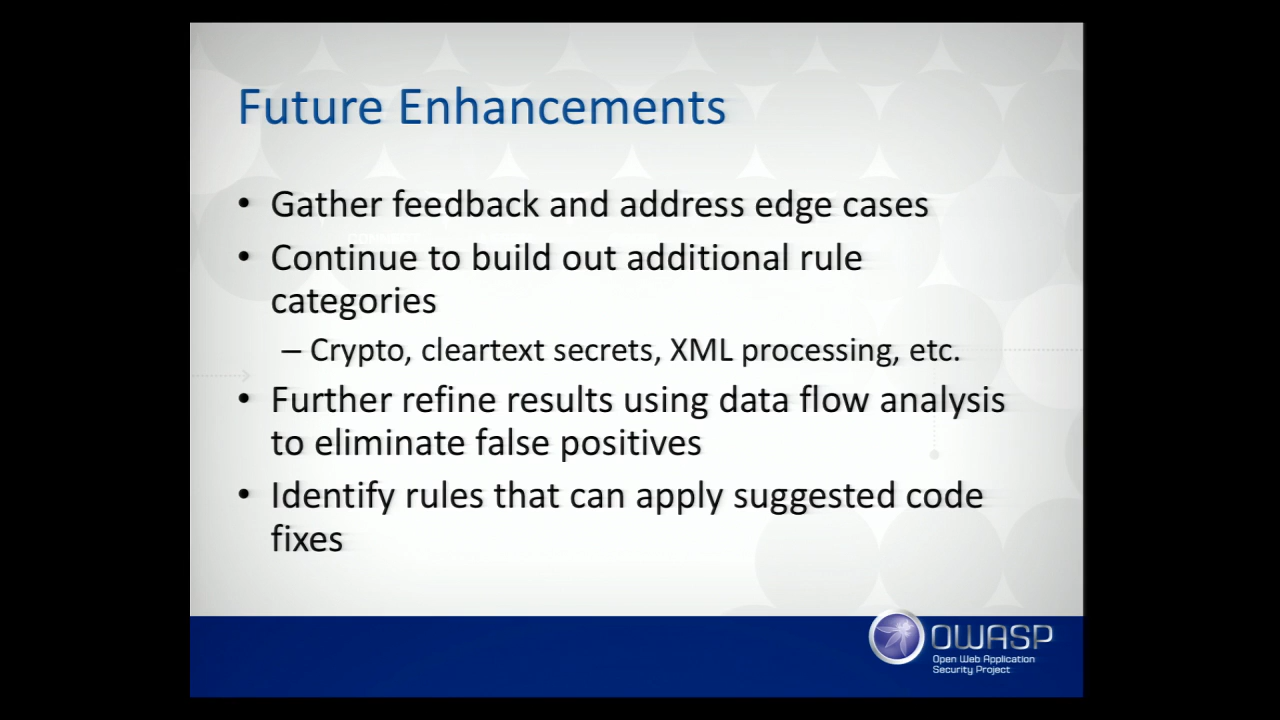 Future Enhancements
• Gather feedback and address edge cases
• Continue to build out additional rule
categories
– Crypto, cleartext secrets, XML processing, etc.
• Further refine results using data flow analysis
to eliminate false positives
• Identify rules that can apply suggested code
fixes
OWASP
Open Web Application
Security Project